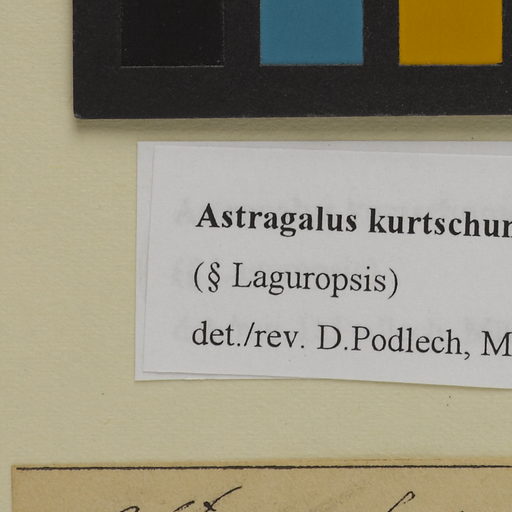 Astragalus kurtschum
(§ Laguropsis)
det./rev. D.Podlech, M